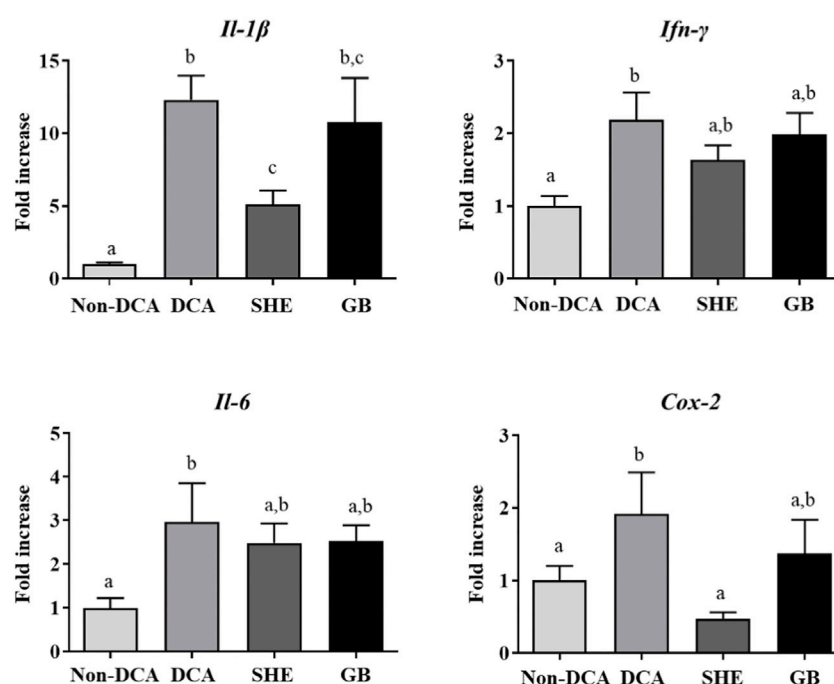 Il-1β
Fold increase
15
10
5
0
a
b
c
b,c
Non-DCA DCA SHE GB
Ifn-γ
Fold increase
3
2
1
0
a
b
a,b
a,b
Non-DCA DCA SHE GB
Il-6
Fold increase
5
4
3
2
1
0
a
b
a,b
a,b
Non-DCA DCA SHE GB
Cox-2
Fold increase
3
2
1
0
a
b
a
a,b
Non-DCA DCA SHE GB